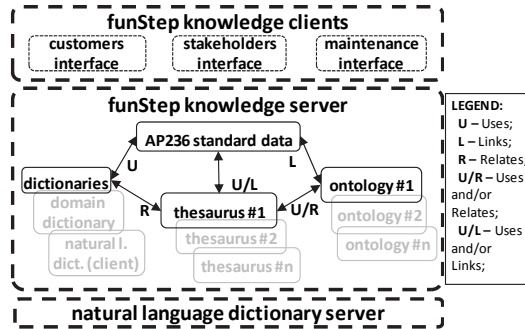 funStep knowledge clients
customers
interface
stakeholders
interface
maintenance
interface
funStep knowledge server
AP236 standard data
U
L
U/L
dictionaries
domain
dictionary
natural l.
dict. (client)
R
thesaurus #1
thesaurus #2
thesaurus #n
U/R
ontology #1
ontology #2
ontology #n
natural language dictionary server
LEGEND:
U – Uses;
L – Links;
R – Relates;
U/R – Uses
and/or
Relates;
U/L – Uses
and/or
Links;